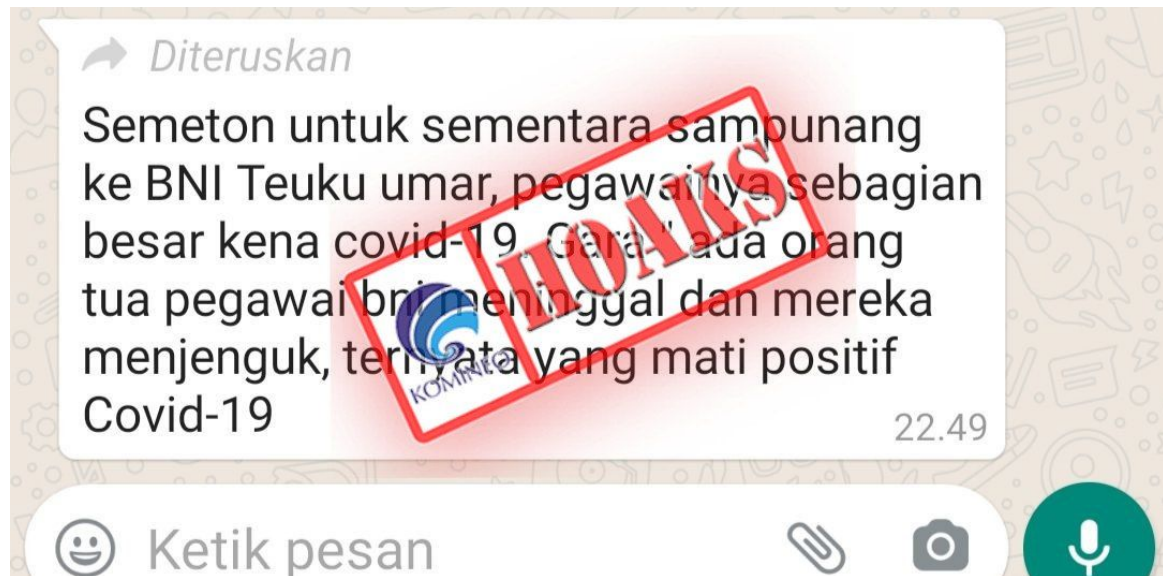 Diteruskan
Semeton untuk sementara sampunang
ke BNI Teuku umar, pegawainya sebagian
besar kena covid-19. Gara" ada orang
tua pegawai bni meninggal dan mereka
menjenguk, ternyata yang mati positif
Covid-19
22.49
HOAKS
KOMINFO
Ketik pesan